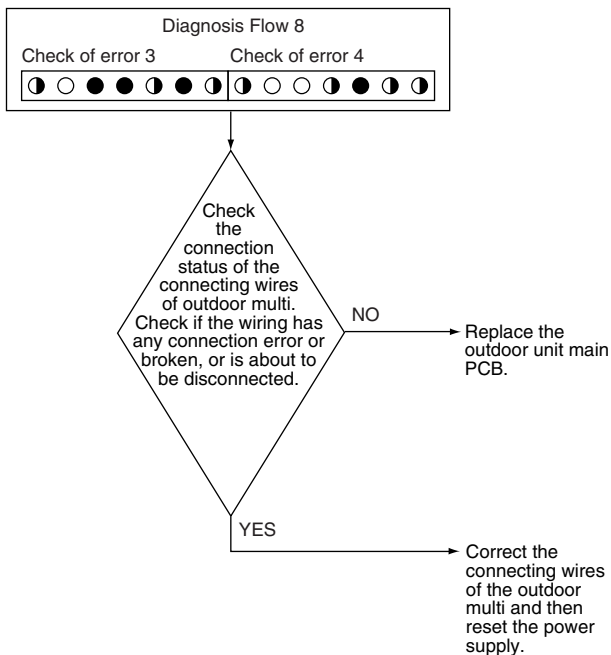 Diagnosis Flow 8
Check of error 3
Check of error 4
Check
the
connection
status of the
connecting wires
of outdoor multi.
Check if the wiring has
any connection error or
broken, or is about to
be disconnected.
NO
Replace the
outdoor unit main
PCB.
YES
Correct the
connecting wires
of the outdoor
multi and then
reset the power
supply.